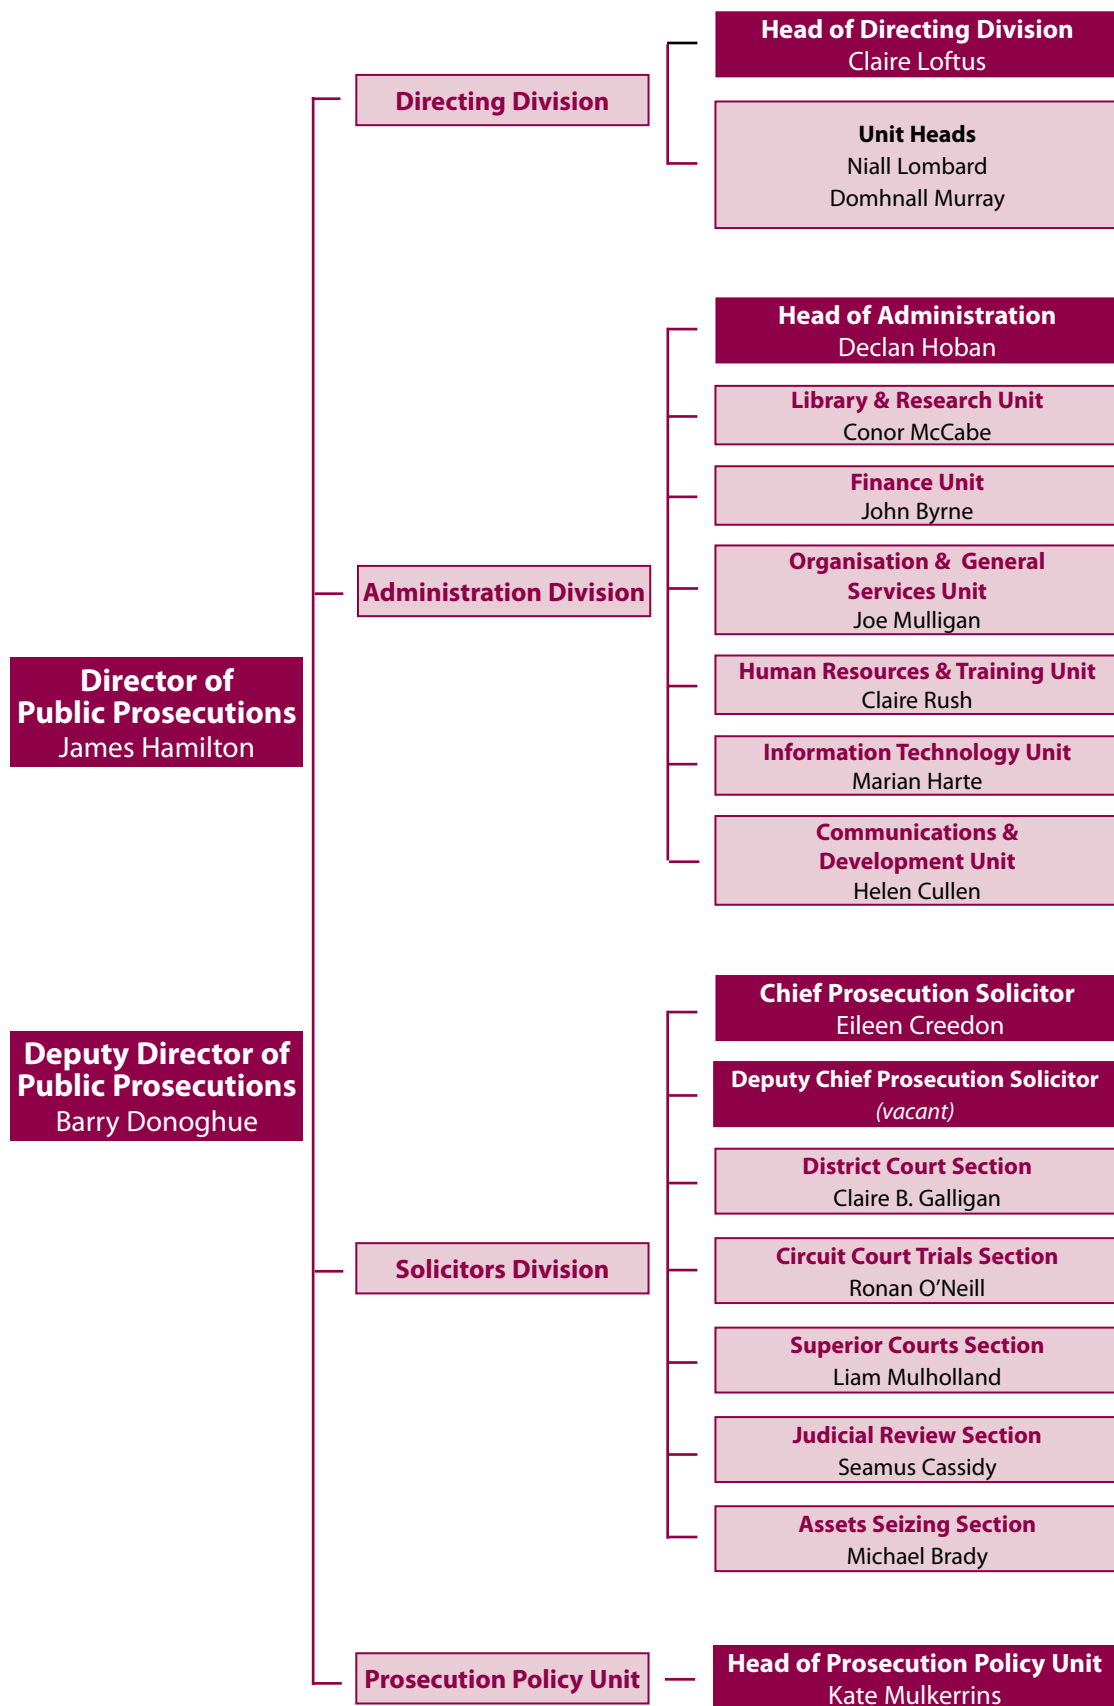 Director of
Public Prosecutions
James Hamilton
Deputy Director of
Public Prosecutions
Barry Donoghue
Directing Division
Head of Directing Division
Claire Loftus
Unit Heads
Niall Lombard
Domhnall Murray
Administration Division
Head of Administration
Declan Hoban
Library & Research Unit
Conor McCabe
Finance Unit
John Byrne
Organisation & General
Services Unit
Joe Mulligan
Human Resources & Training Unit
Claire Rush
Information Technology Unit
Marian Harte
Communications &
Development Unit
Helen Cullen
Solicitors Division
Chief Prosecution Solicitor
Eileen Creedon
Deputy Chief Prosecution Solicitor
(vacant)
District Court Section
Claire B. Galligan
Circuit Court Trials Section
Ronan O’Neill
Superior Courts Section
Liam Mulholland
Judicial Review Section
Seamus Cassidy
Assets Seizing Section
Michael Brady
Prosecution Policy Unit
Head of Prosecution Policy Unit
Kate Mulkerrins